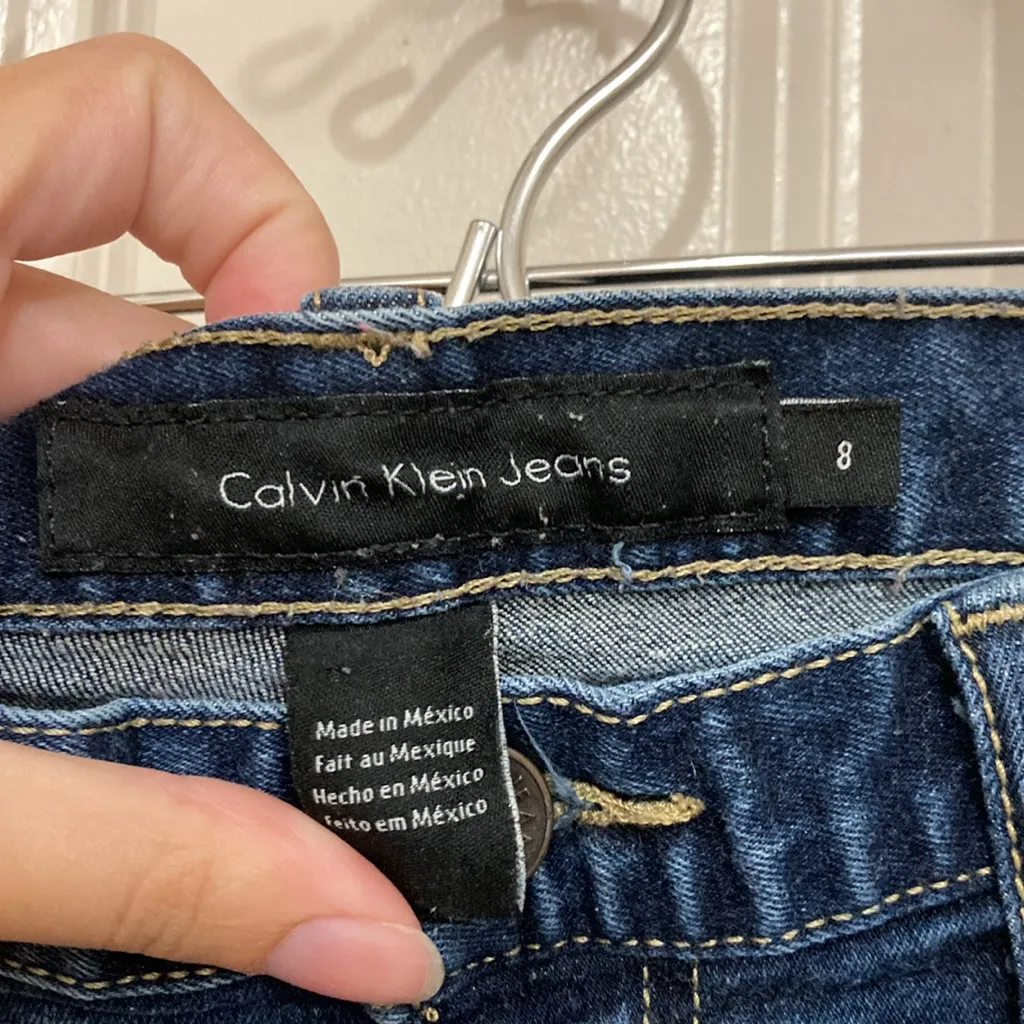 Calvin Klein Jeans
8
Made in México
Fait au Mexique
Hecho en México
Feito em México